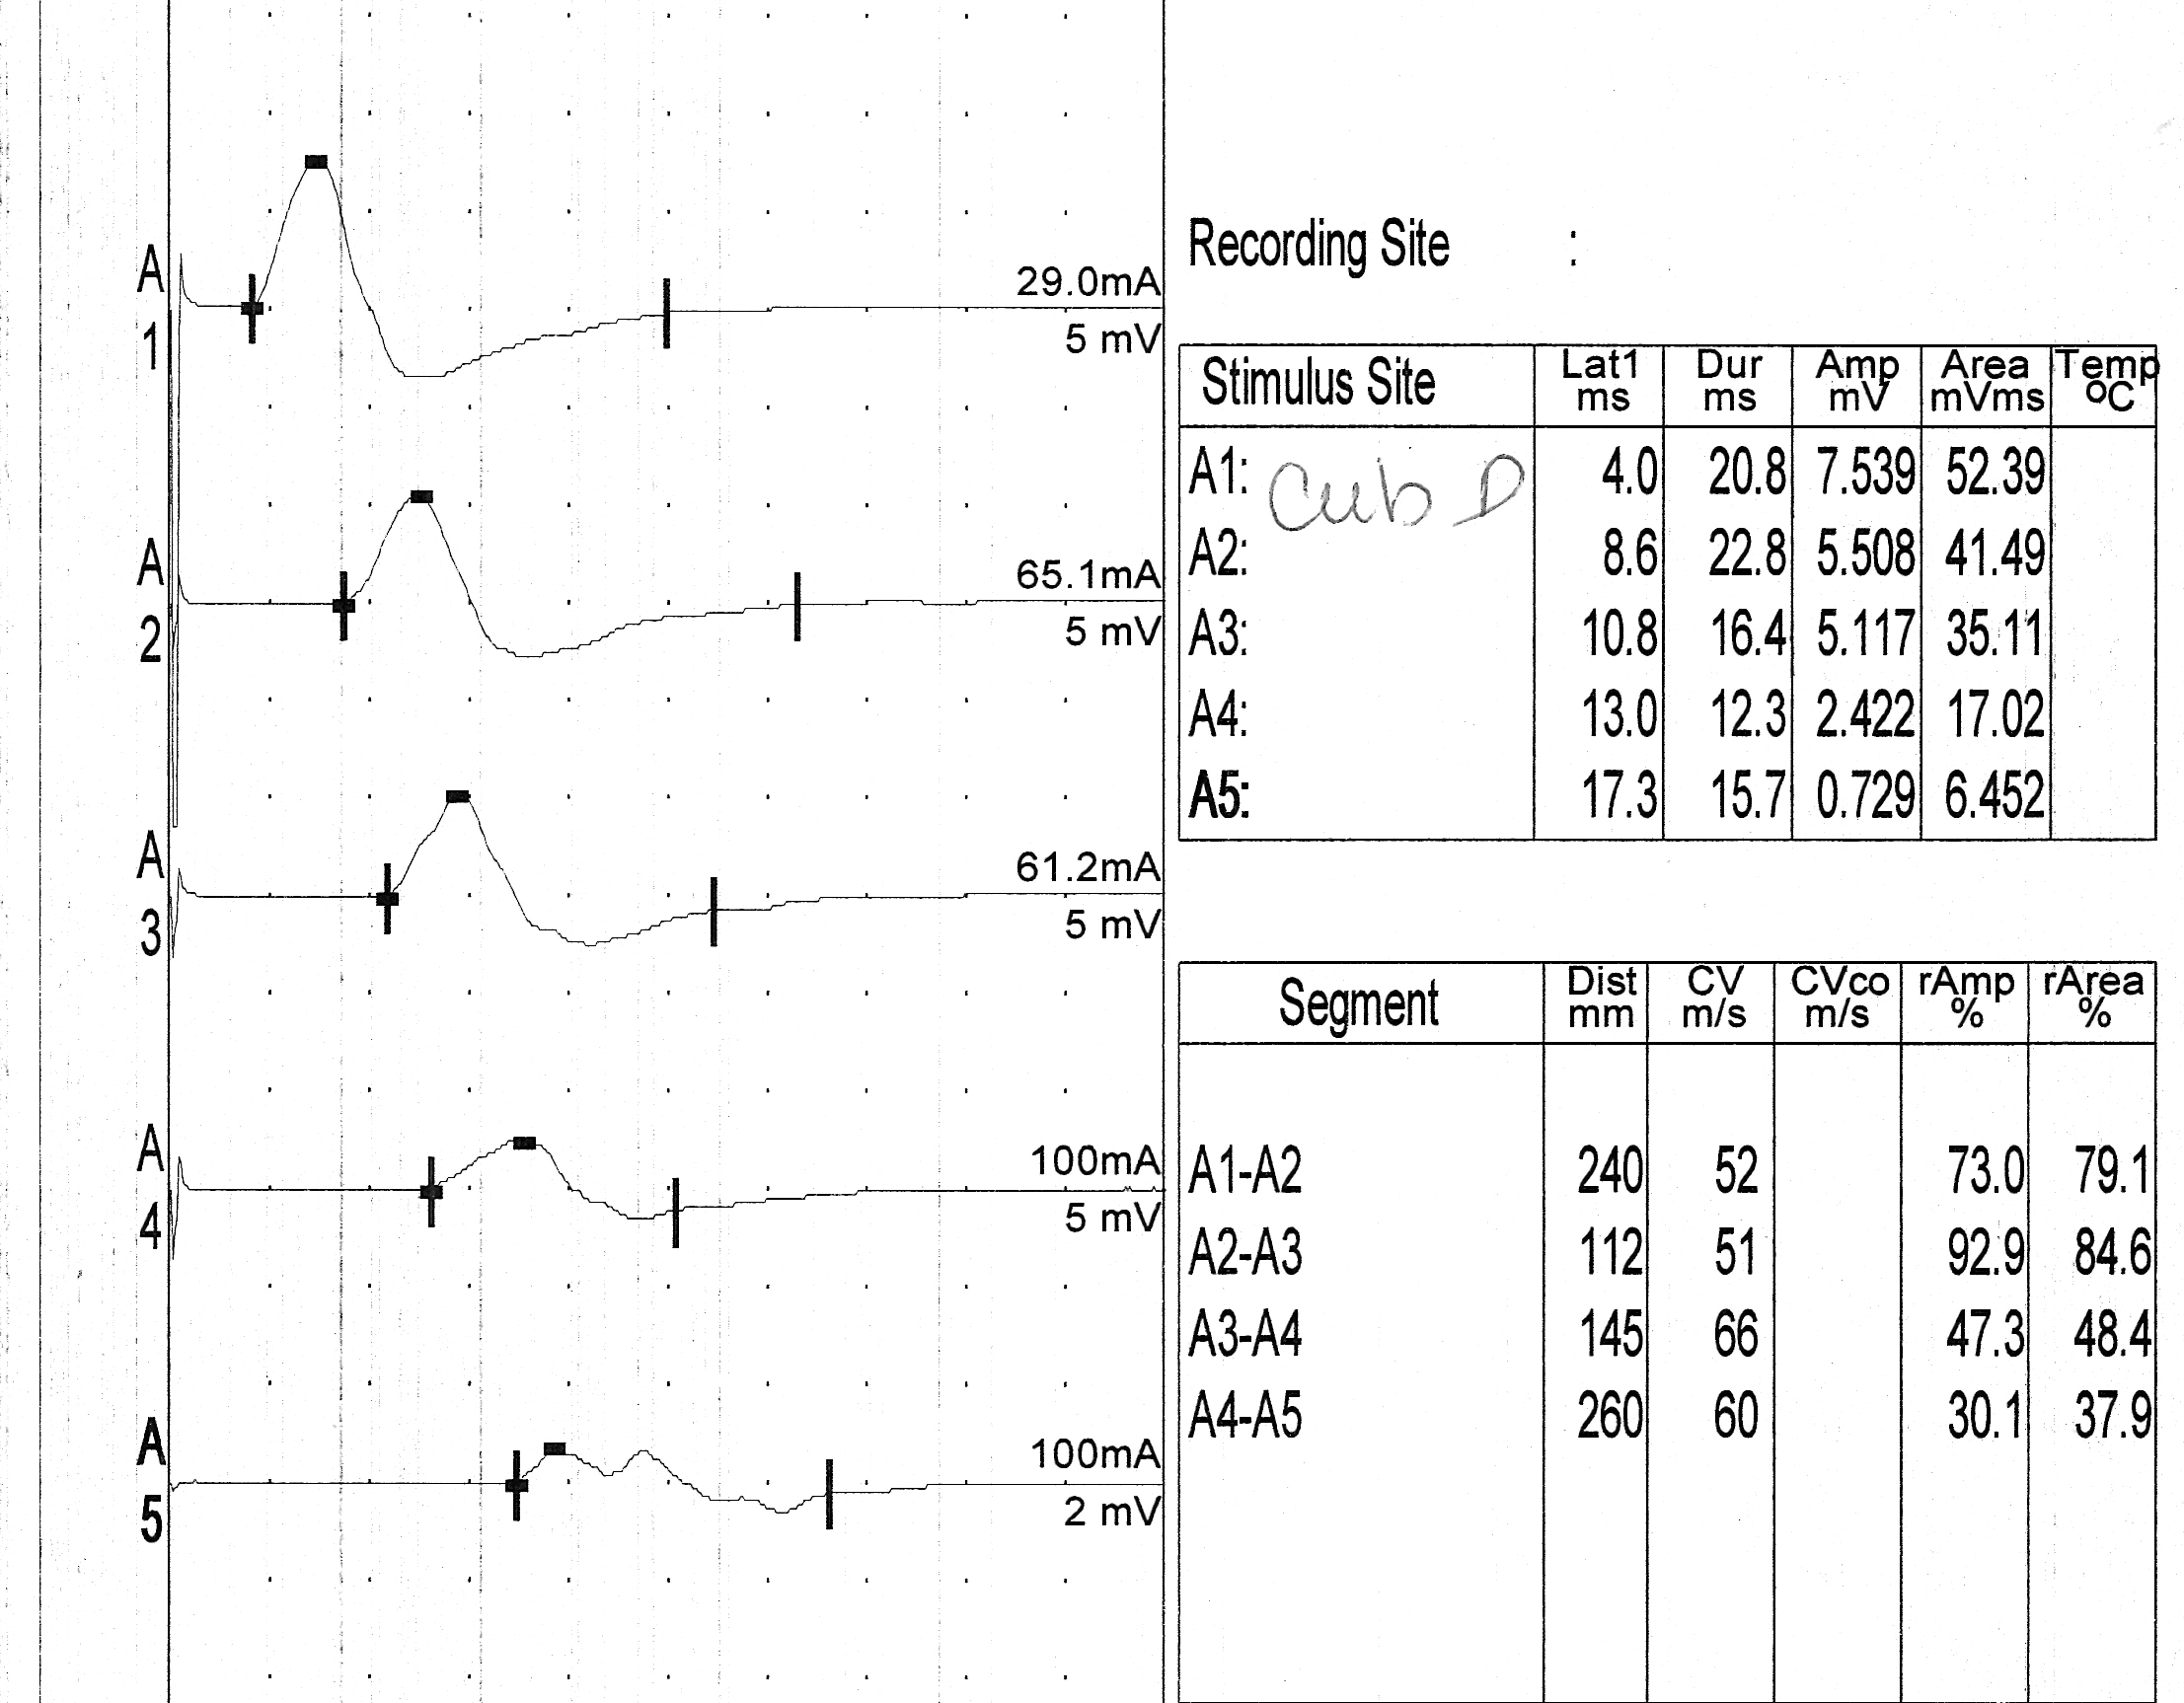 A
1
29.0mA
5 mV
A
2
65.1mA
5 mV
A
3
61.2mA
5 mV
A
4
100mA
5 mV
A
5
100mA
2 mV
Recording Site :
Stimulus Site Lat1 ms Dur ms Amp mV Area mVms Temp ºC
A1: Cub D 4.0 20.8 7.539 52.39
A2: 8.6 22.8 5.508 41.49
A3: 10.8 16.4 5.117 35.11
A4: 13.0 12.3 2.422 17.02
A5: 17.3 15.7 0.729 6.452
Segment Dist mm CV m/s CVco m/s rAmp % rArea %
A1-A2 240 52 73.0 79.1
A2-A3 112 51 92.9 84.6
A3-A4 145 66 47.3 48.4
A4-A5 260 60 30.1 37.9